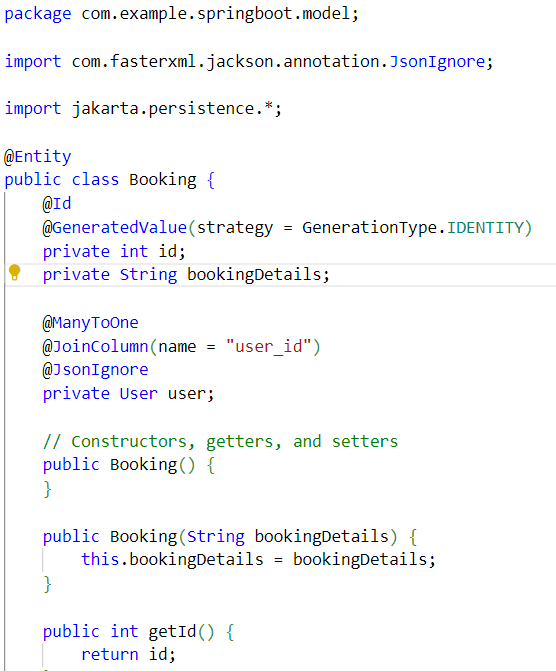 package com.example.springboot.model;
import com.fasterxml.jackson.annotation.JsonIgnore;
import jakarta.persistence.*;
@Entity
public class Booking {
@Id
@GeneratedValue(strategy = GenerationType.IDENTITY)
private int id;
private String bookingDetails;
@ManyToOne
@JoinColumn(name = "user_id")
@JsonIgnore
private User user;
// Constructors, getters, and setters
public Booking() {
}
public Booking(String bookingDetails) {
this.bookingDetails = bookingDetails;
}
public int getId() {
return id;